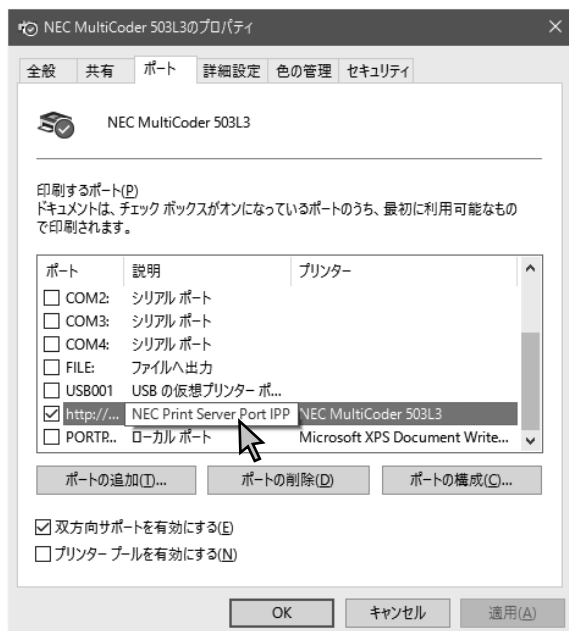 NEC MultiCoder 503L3のプロパティ
全般 共有 ポート 詳細設定 色の管理 セキュリティ
NEC MultiCoder 503L3
印刷するポート(P)
ドキュメントは、チェック ボックスがオンになっているポートのうち、最初に利用可能なもの
で印刷されます。
ポート 説明 プリンター
COM2: シリアル ポート
COM3: シリアル ポート
COM4: シリアル ポート
FILE: ファイルへ出力
USB001 USB の仮想プリンター ポ...
http://... NEC Print Server Port IPP NEC MultiCoder 503L3
PORTP... ローカル ポート Microsoft XPS Document Write...
ポートの追加(T)... ポートの削除(D) ポートの構成(C)...
双方向サポートを有効にする(E)
プリンター プールを有効にする(N)
OK キャンセル 適用(A)